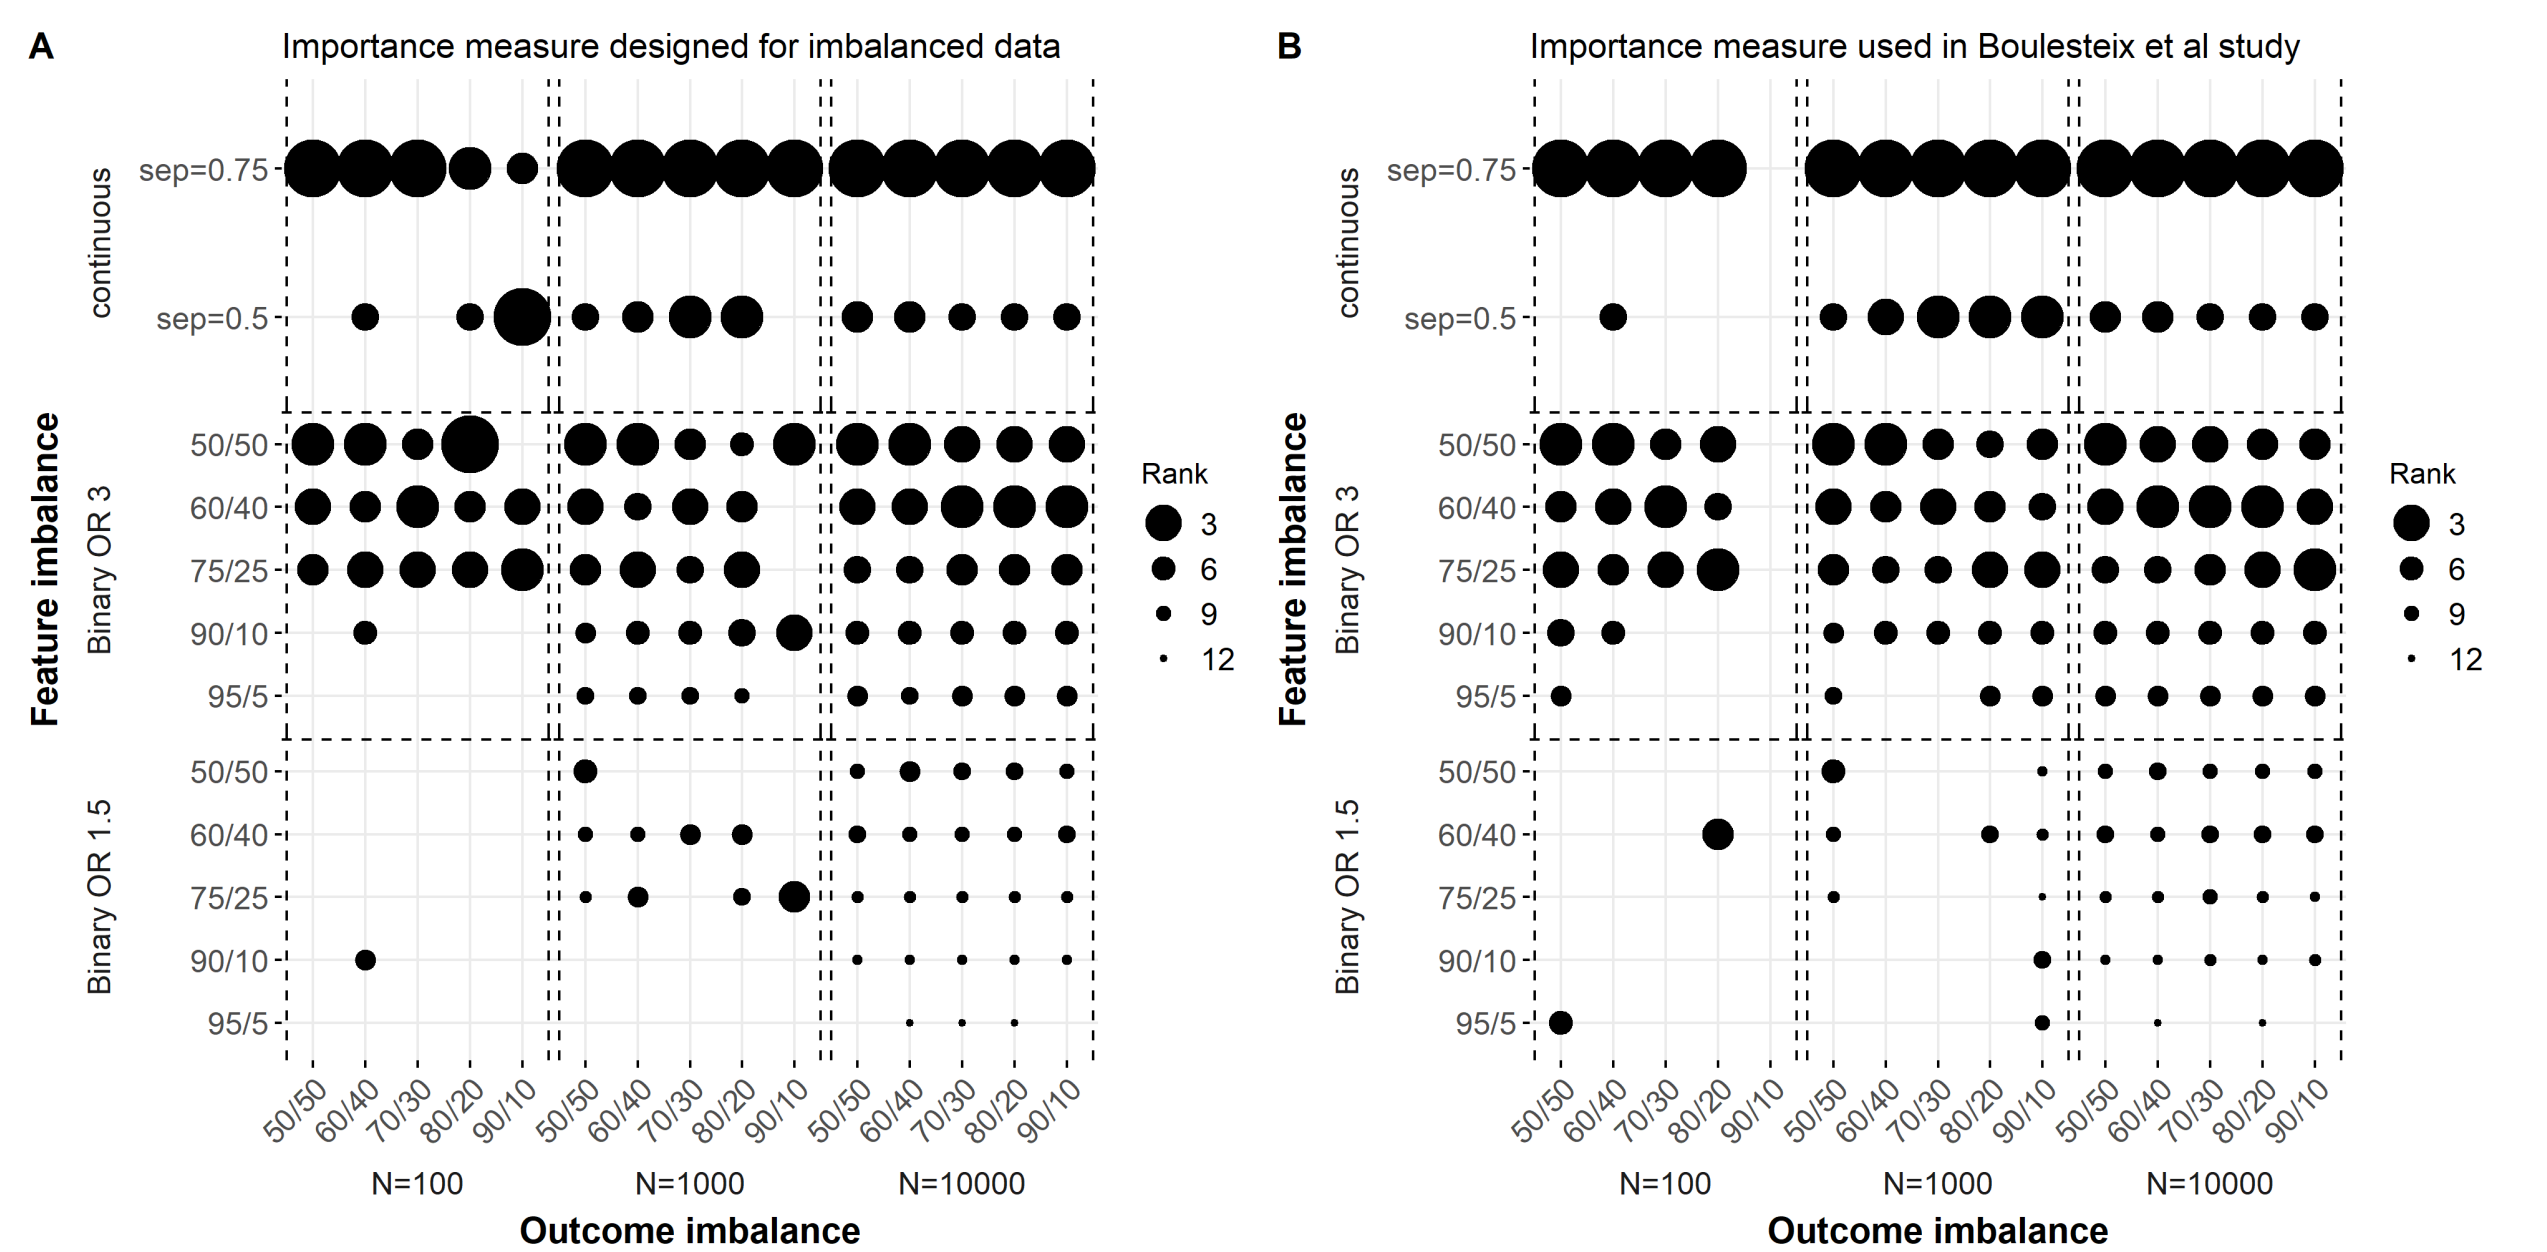 A
Importance measure designed for imbalanced data
continuous
sep=0.75
sep=0.5
Feature imbalance
Binary OR 3
50/50
60/40
75/25
90/10
95/5
Binary OR 1.5
50/50
60/40
75/25
90/10
95/5
50/50 60/40 70/30 80/20 90/10 50/50 60/40 70/30 80/20 90/10 50/50 60/40 70/30 80/20 90/10
N=100 N=1000 N=10000
Outcome imbalance
Rank
3
6
9
12
B
Importance measure used in Boulesteix et al study
continuous
sep=0.75
sep=0.5
Feature imbalance
Binary OR 3
50/50
60/40
75/25
90/10
95/5
Binary OR 1.5
50/50
60/40
75/25
90/10
95/5
50/50 60/40 70/30 80/20 90/10 50/50 60/40 70/30 80/20 90/10 50/50 60/40 70/30 80/20 90/10
N=100 N=1000 N=10000
Outcome imbalance
Rank
3
6
9
12